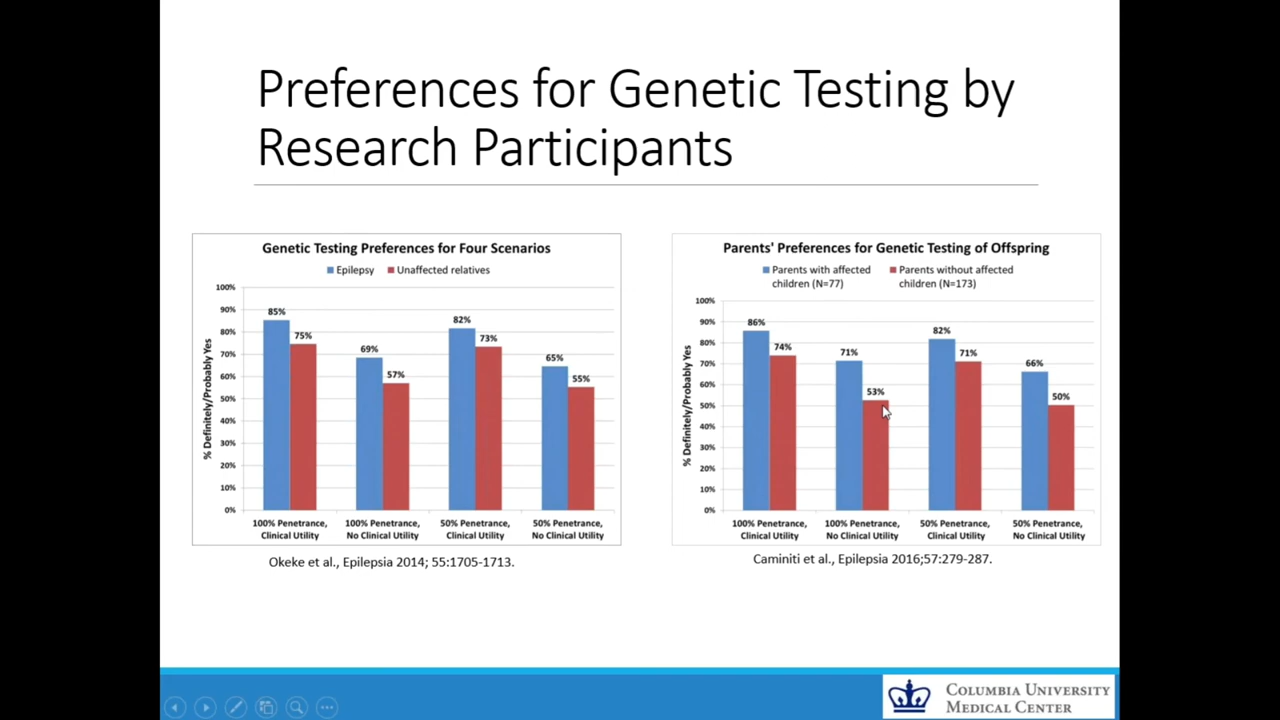 Preferences for Genetic Testing by
Research Participants
Genetic Testing Preferences for Four Scenarios
Epilepsy Unaffected relatives
% Definitely/Probably Yes
100%
90%
80%
70%
60%
50%
40%
30%
20%
10%
0%
85% 75% 69% 57% 82% 73% 65% 55%
100% Penetrance, 100% Penetrance, 50% Penetrance, 50% Penetrance,
Clinical Utility No Clinical Utility Clinical Utility No Clinical Utility
Okeke et al., Epilepsia 2014; 55:1705-1713.
Parents' Preferences for Genetic Testing of Offspring
Parents with affected Parents without affected
children (N=77) children (N=173)
% Definitely/Probably Yes
100%
90%
80%
70%
60%
50%
40%
30%
20%
10%
0%
86% 74% 71% 53% 82% 71% 66% 50%
100% Penetrance, 100% Penetrance, 50% Penetrance, 50% Penetrance,
Clinical Utility No Clinical Utility Clinical Utility No Clinical Utility
Caminiti et al., Epilepsia 2016;57:279-287.
COLUMBIA UNIVERSITY
MEDICAL CENTER